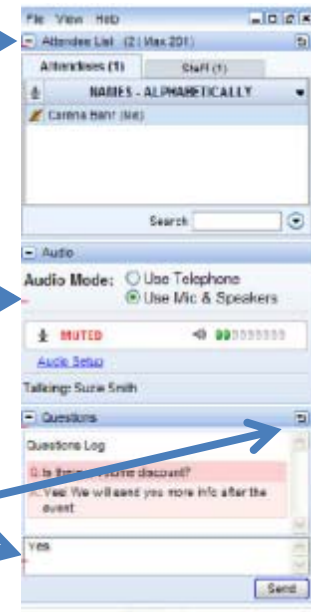 File View Help
Attendee List (2 | Max 201)
Attendees (1) Staff (1)
NAMES - ALPHABETICALLY
Carena Bahr (Me)
Search
Audio
Audio Mode: Use Telephone
Use Mic & Speakers
MUTED
Audio Setup
Talking: Suzie Smith
Questions
Questions Log
Q: Is there a volume discount?
A: Yes! We will send you more info after the
event
Yes
Send